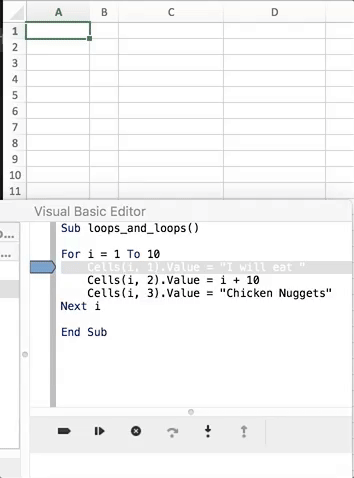 A B C D
1
2
3
4
5
6
7
8
9
10
11
Visual Basic Editor
Sub loops_and_loops()
For i = 1 To 10
Cells(i, 1).Value = "I will eat "
Cells(i, 2).Value = i + 10
Cells(i, 3).Value = "Chicken Nuggets"
Next i
End Sub